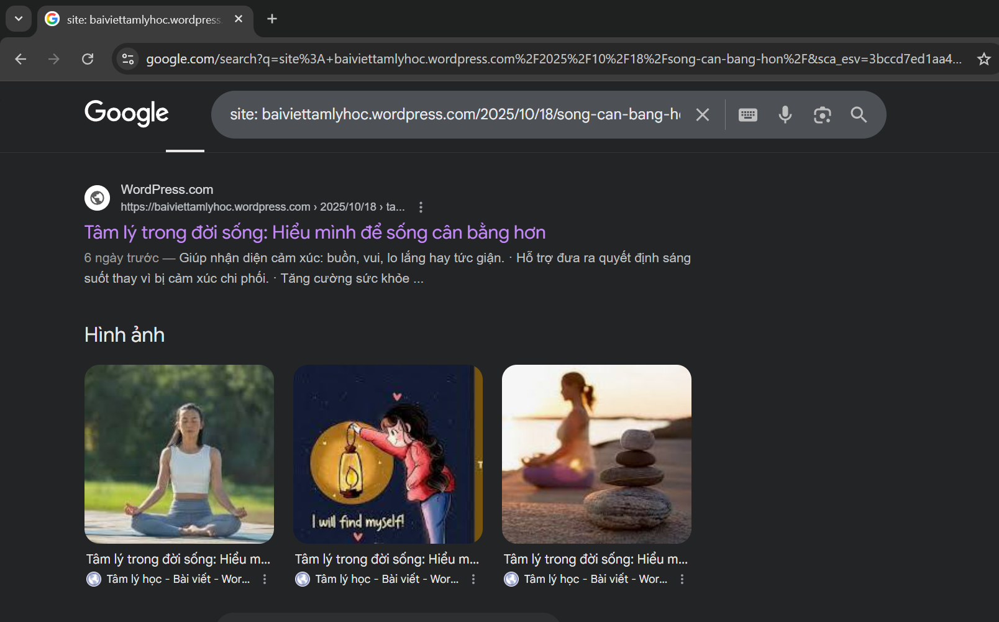 site: baiviettamlyhoc.wordpress.
google.com/search?q=site%3A+baiviettamlyhoc.wordpress.com%2F2025%2F10%2F18%2Fsong-can-bang-hon%2F&sca_esv=3bccd7ed1aa4...
Google
site: baiviettamlyhoc.wordpress.com/2025/10/18/song-can-bang-h
WordPress.com
https://baiviettamlyhoc.wordpress.com › 2025/10/18 › ta...
Tâm lý trong đời sống: Hiểu mình để sống cân bằng hơn
6 ngày trước — Giúp nhận diện cảm xúc: buồn, vui, lo lắng hay tức giận. · Hỗ trợ đưa ra quyết định sáng
suốt thay vì bị cảm xúc chi phối. · Tăng cường sức khỏe ...
Hình ảnh
I will find myself!
T
Tâm lý trong đời sống: Hiểu m...
Tâm lý học - Bài viết - Wor...
Tâm lý trong đời sống: Hiểu m...
Tâm lý học - Bài viết - Wor...
Tâm lý trong đời sống: Hiểu m...
Tâm lý học - Bài viết - Wor...